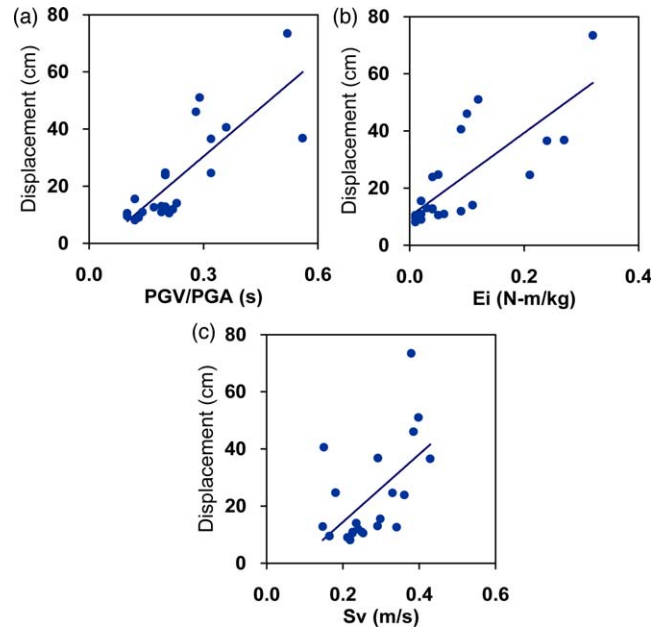 (a)
80
60
40
20
0
Displacement (cm)
0.0 0.3 0.6
PGV/PGA (s)
(b)
80
60
40
20
0
Displacement (cm)
0.0 0.2 0.4
Ei (N-m/kg)
(c)
80
60
40
20
0
Displacement (cm)
0.0 0.2 0.4 0.6
Sv (m/s)